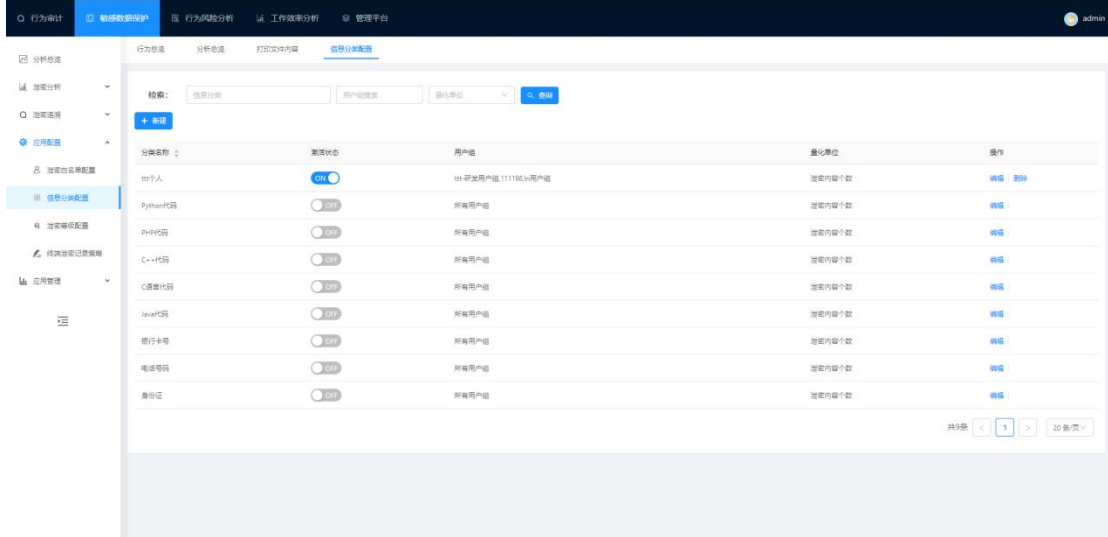 行为审计 敏感数据保护 行为风险分析 工作效率分析 管理平台 admin
行为总览 分析总览 打印文件内容 信息分类配置
分析总览
泄密分析
泄密追溯
应用配置
泄密白名单配置
信息分类配置
泄密等级配置
终端泄密记录策略
应用管理
检索: 信息分类 用户组搜索 量化单位 查询
+ 新建
分类名称 激活状态 用户组 量化单位 操作
ttt个人 ON ttt-研发用户组,111198,ln用户组 泄密内容个数 编辑 删除
Python代码 OFF 所有用户组 泄密内容个数 编辑
PHP代码 OFF 所有用户组 泄密内容个数 编辑
C++代码 OFF 所有用户组 泄密内容个数 编辑
C语言代码 OFF 所有用户组 泄密内容个数 编辑
Java代码 OFF 所有用户组 泄密内容个数 编辑
银行卡号 OFF 所有用户组 泄密内容个数 编辑
电话号码 OFF 所有用户组 泄密内容个数 编辑
身份证 OFF 所有用户组 泄密内容个数 编辑
共9条 < 1 > 20 条/页